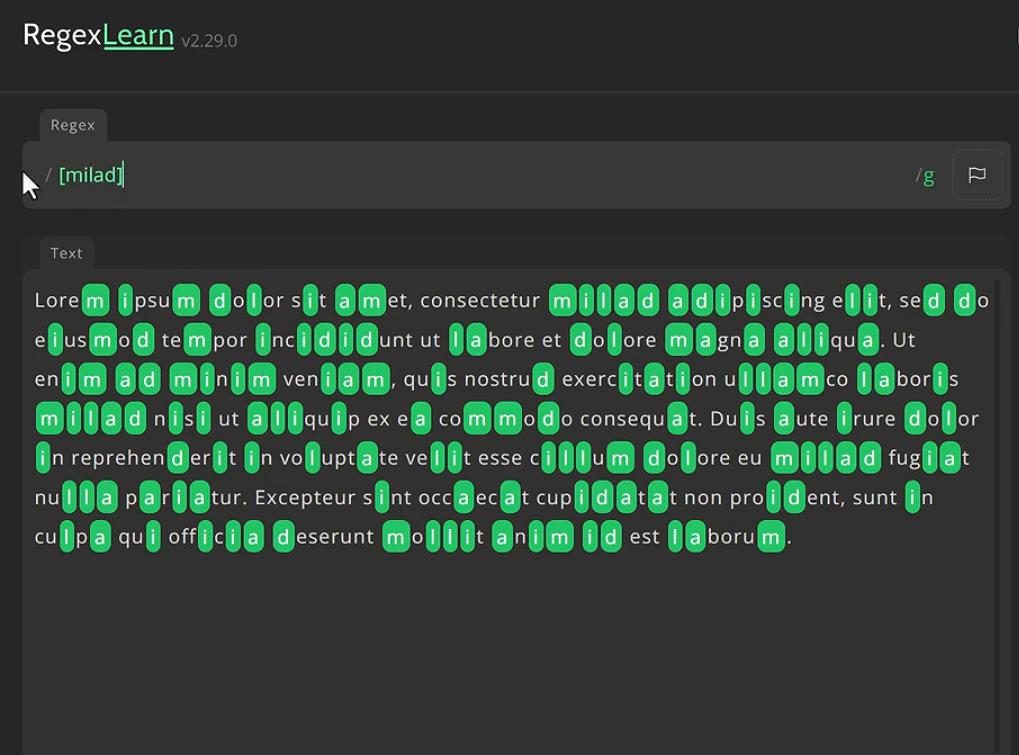 RegexLearn v2.29.0
Regex
/ [milad] /g
Text
Lorem ipsum dolor sit amet, consectetur milad adipiscing elit, sed do
eiusmod tempor incididunt ut labore et dolore magna aliqua. Ut
enim ad minim veniam, quis nostrud exercitation ullamco laboris
milad nisi ut aliquip ex ea commodo consequat. Duis aute irure dolor
in reprehenderit in voluptate velit esse cillum dolore eu milad fugiat
nulla pariatur. Excepteur sint occaecat cupidatat non proident, sunt in
culpa qui officia deserunt mollit anim id est laborum.